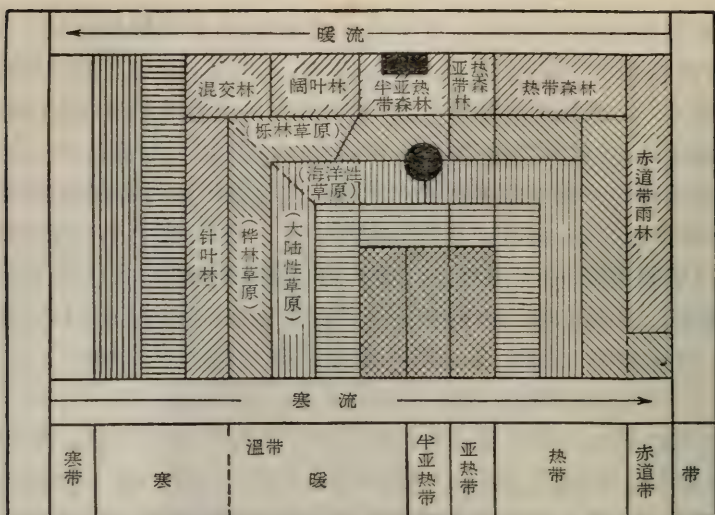 暖流
混交林
阔叶林
半亚热
带森林
亚热
带森
林
热带森林
(栎林草原)
(海洋性
草原)
赤道带雨林
针叶林
(桦林草原)
(大陆性草原)
寒流
寒带
寒
溫带
暖
半亚热带
亚热带
热带
赤道带
带